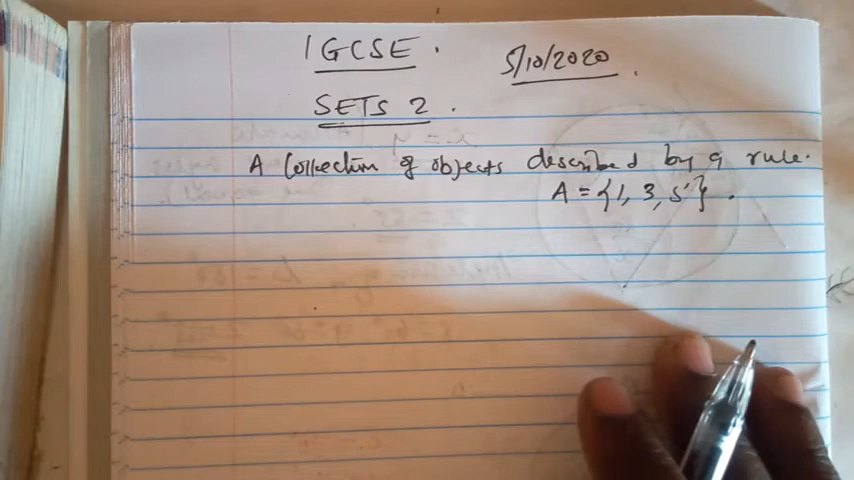 IGCSE. 5/10/2020.
SETS 2.
A collection of objects described by a rule.
A = {1, 3, 5}.